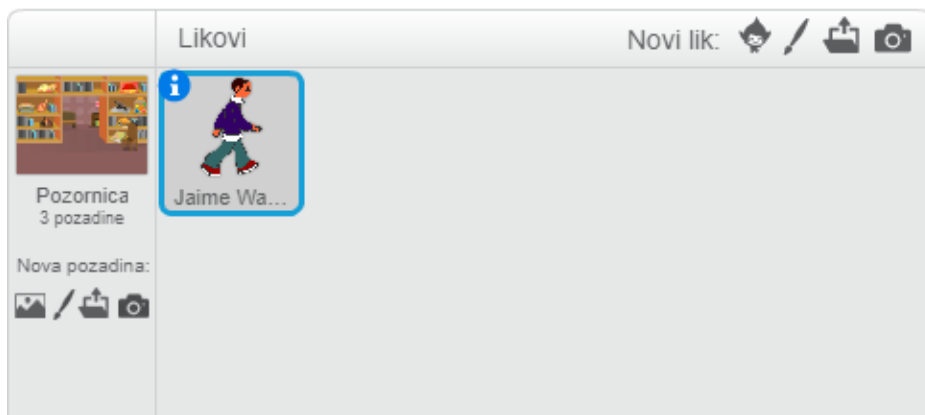 Likovi
Novi lik:
Pozornica
3 pozadine
Nova pozadina:
Jaime Wa...